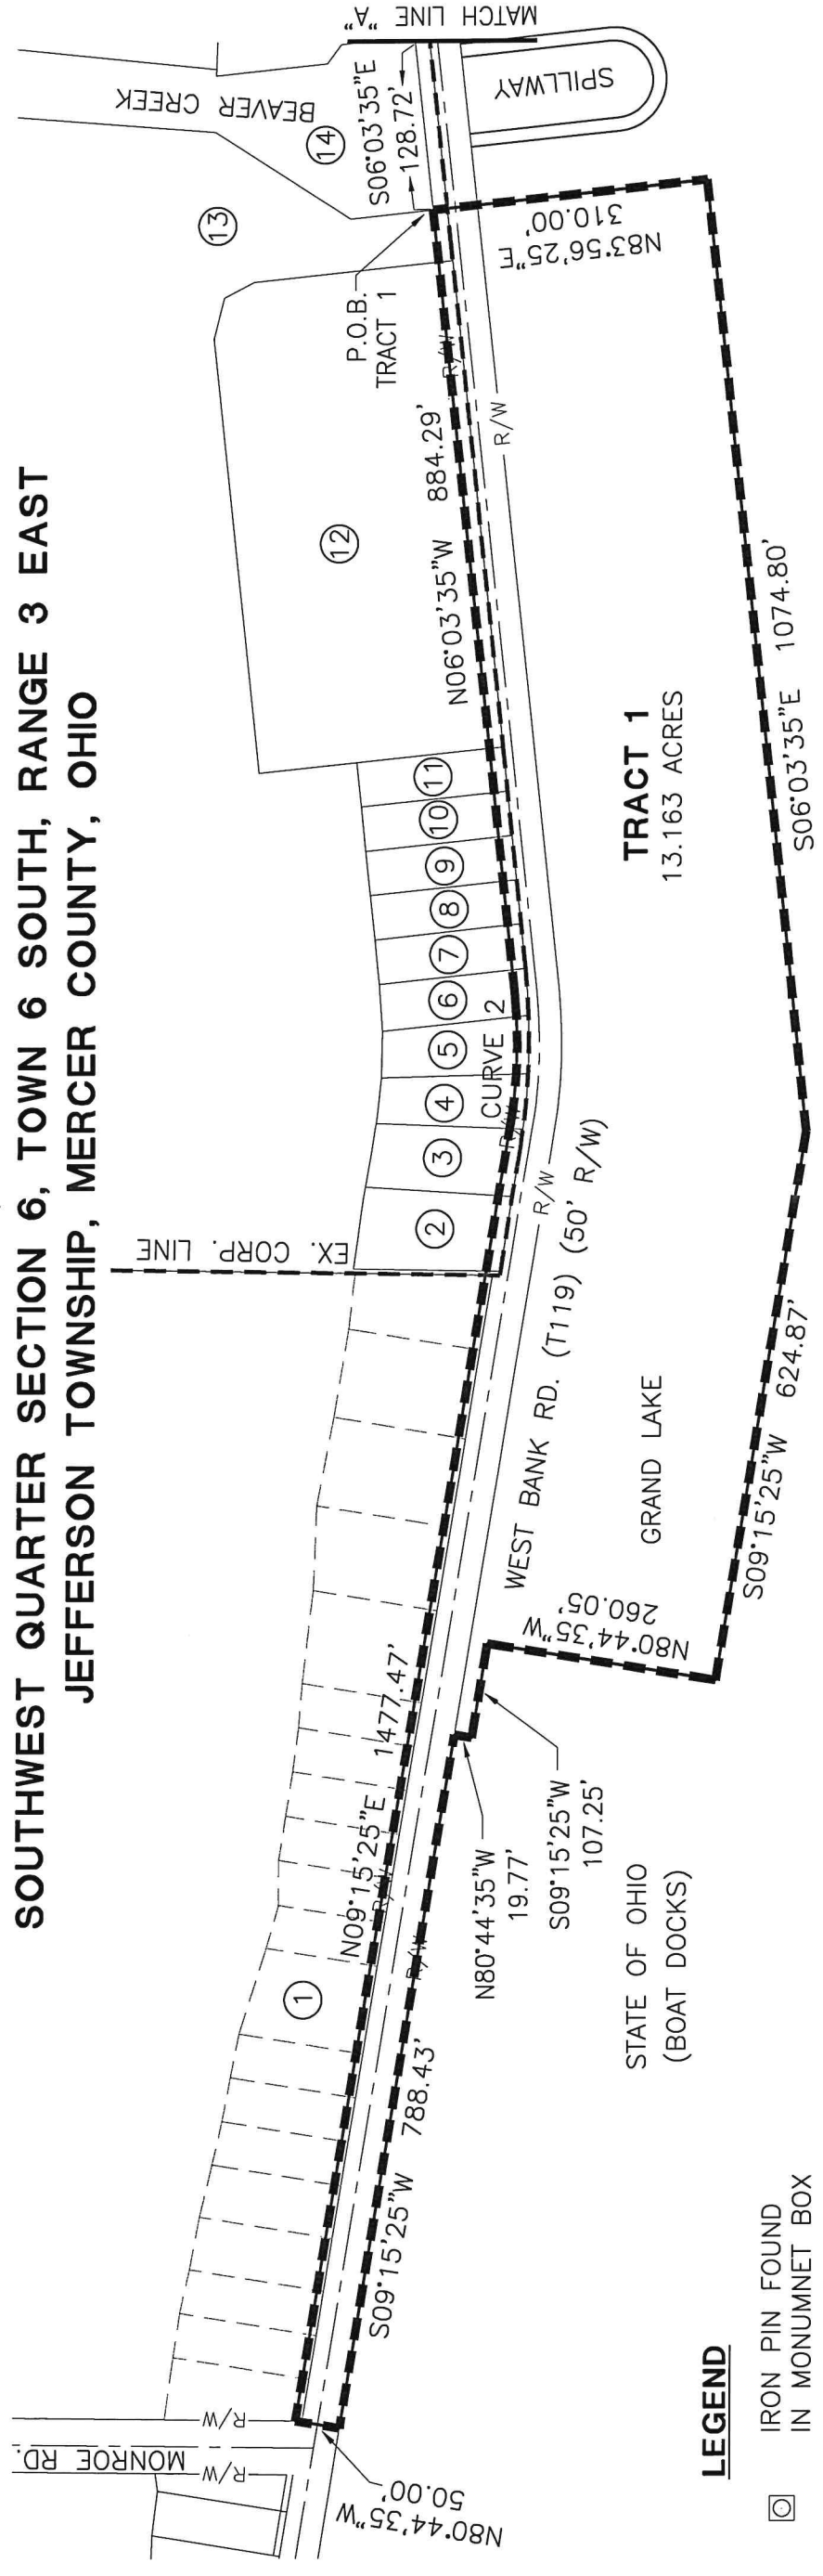 SOUTHWEST QUARTER SECTION 6, TOWN 6 SOUTH, RANGE 3 EAST
JEFFERSON TOWNSHIP, MERCER COUNTY, OHIO
MATCH LINE "A"
BEAVER CREEK
SPILLWAY
S06°03'35"E
128.72'
14
13
P.O.B.
TRACT 1
N83°56'25"E
310.00'
12
R/W
R/W
N06°03'35"W 884.29'
11
10
9
8
7
6
5
4
3
2
CURVE 2
R/W
R/W
TRACT 1
13.163 ACRES
S06°03'35"E 1074.80'
EX. CORP. LINE
WEST BANK RD. (T119) (50' R/W)
GRAND LAKE
S09°15'25"W 624.87'
N80°44'35"W
260.05'
N09°15'25"E 1477.47'
R/W
R/W
1
N80°44'35"W
19.77'
S09°15'25"W
107.25'
STATE OF OHIO
(BOAT DOCKS)
S09°15'25"W 788.43'
R/W
MONROE RD.
R/W
N80°44'35"W
50.00'
LEGEND
IRON PIN FOUND
IN MONUMNET BOX